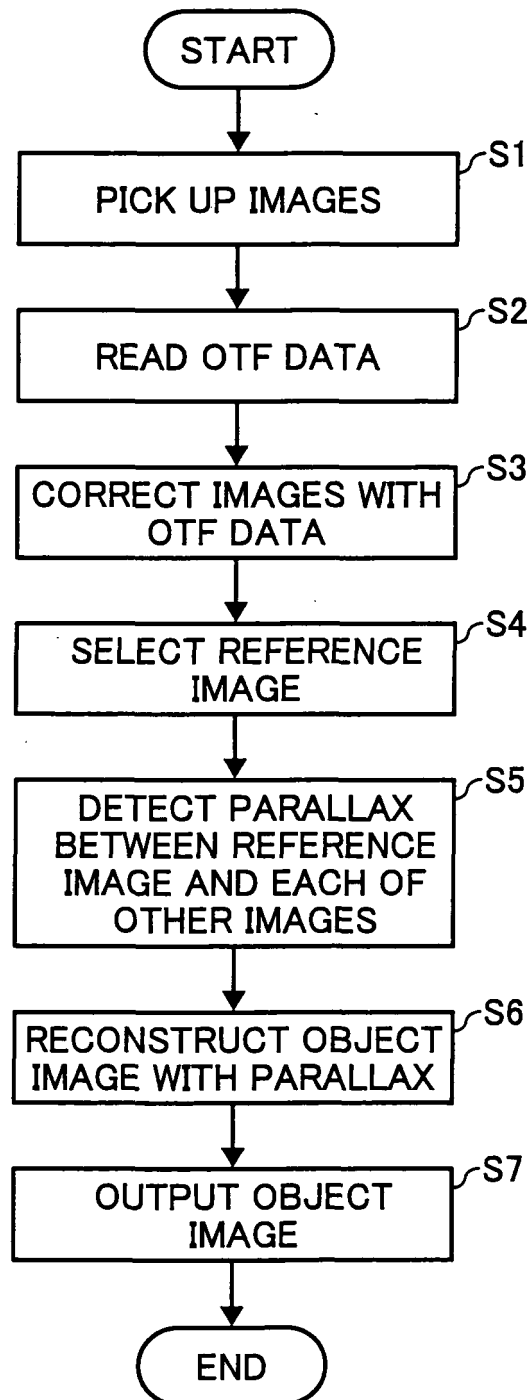 START
S1
PICK UP IMAGES
S2
READ OTF DATA
S3
CORRECT IMAGES WITH
OTF DATA
S4
SELECT REFERENCE
IMAGE
S5
DETECT PARALLAX
BETWEEN REFERENCE
IMAGE AND EACH OF
OTHER IMAGES
S6
RECONSTRUCT OBJECT
IMAGE WITH PARALLAX
S7
OUTPUT OBJECT
IMAGE
END